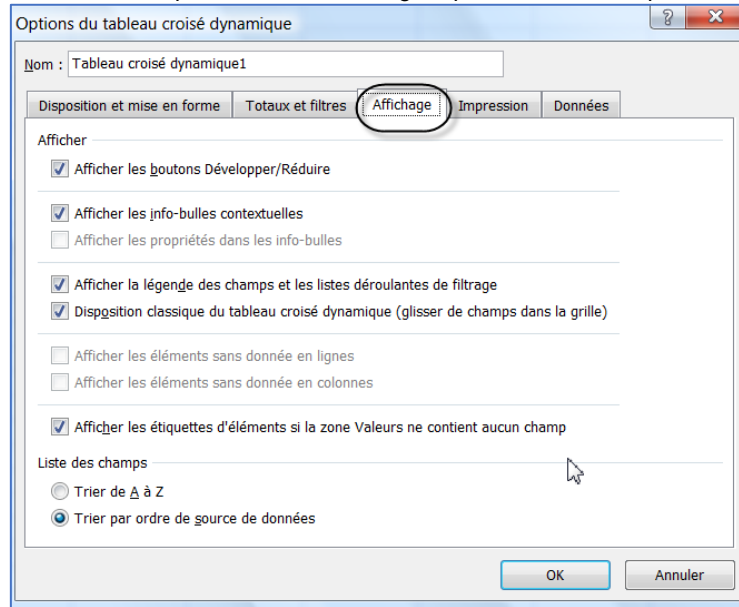 Options du tableau croisé dynamique
Nom : Tableau croisé dynamique1
Disposition et mise en forme Totaux et filtres Affichage Impression Données
Afficher
Afficher les boutons Développer/Réduire
Afficher les info-bulles contextuelles
Afficher les propriétés dans les info-bulles
Afficher la légende des champs et les listes déroulantes de filtrage
Disposition classique du tableau croisé dynamique (glisser de champs dans la grille)
Afficher les éléments sans donnée en lignes
Afficher les éléments sans donnée en colonnes
Afficher les étiquettes d'éléments si la zone Valeurs ne contient aucun champ
Liste des champs
Trier de A à Z
Trier par ordre de source de données
OK Annuler